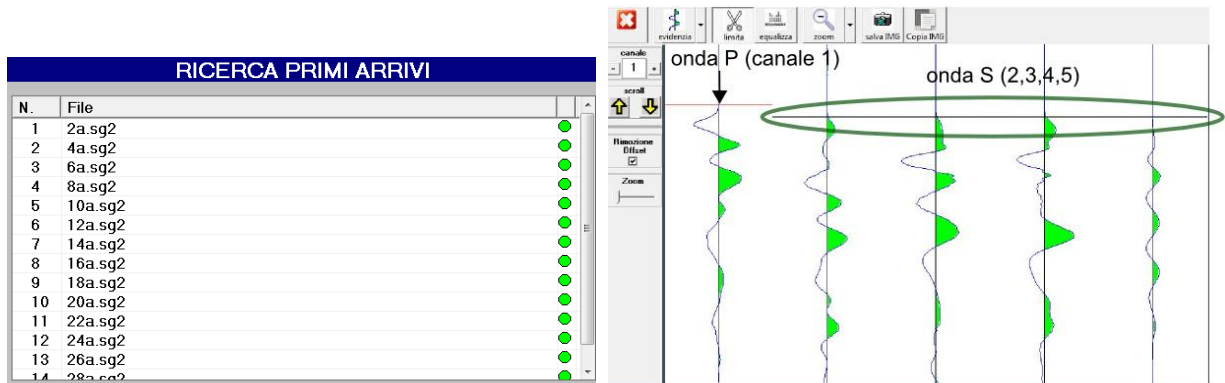 RICERCA PRIMI ARRIVI
N. File
1 2a.sg2
2 4a.sg2
3 6a.sg2
4 8a.sg2
5 10a.sg2
6 12a.sg2
7 14a.sg2
8 16a.sg2
9 18a.sg2
10 20a.sg2
11 22a.sg2
12 24a.sg2
13 26a.sg2
14 28a.sg2
evidenzia limita equalizza zoom salva IMG Copia IMG
canale
- 1 +
scroll
Rimozione
Offset
Zoom
onda P (canale 1)
onda S (2,3,4,5)